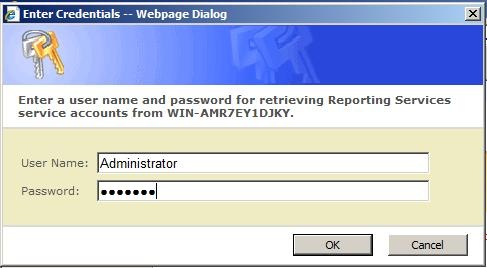 Enter Credentials -- Webpage Dialog
Enter a user name and password for retrieving Reporting Services
service accounts from WIN-AMR7EY1DJKY.
User Name: Administrator
Password: •••••••
OK Cancel